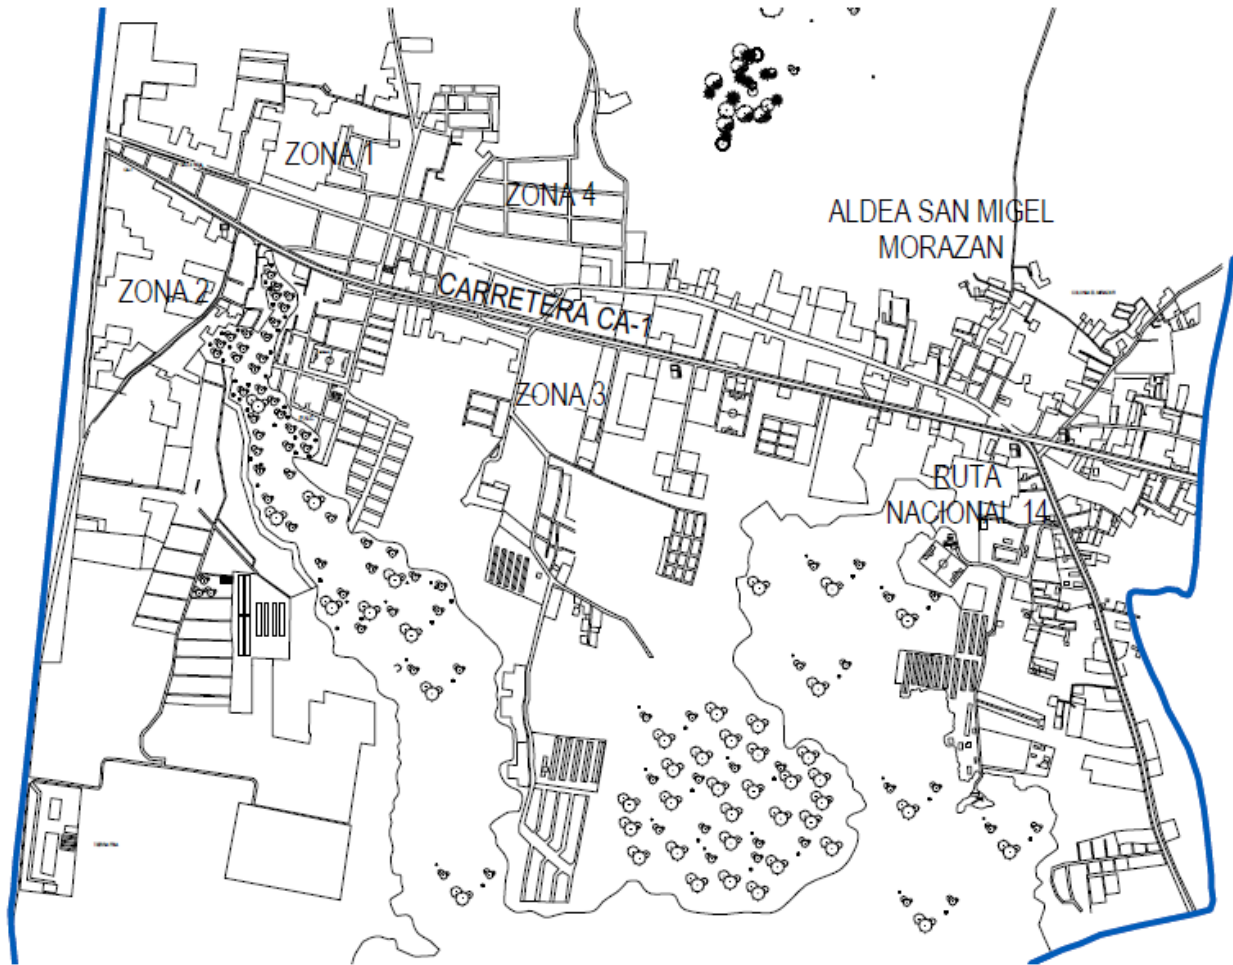 ZONA 1
ZONA 4
ALDEA SAN MIGEL
MORAZAN
ZONA 2
CARRETERA CA-1
ZONA 3
RUTA
NACIONAL 14